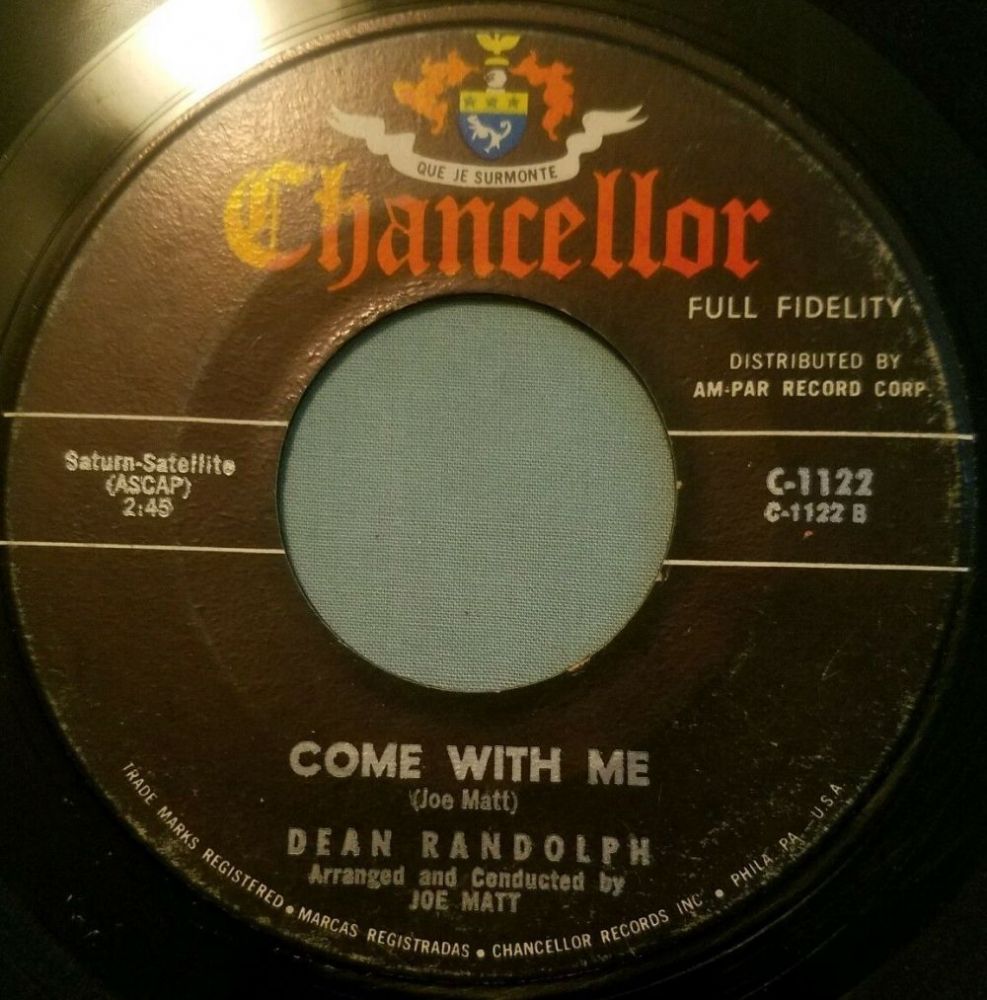 QUE JE SURMONTE
Chancellor
FULL FIDELITY
DISTRIBUTED BY
AM-PAR RECORD CORP.
Saturn-Satellite
(ASCAP)
2:45
C-1122
C-1122 B
COME WITH ME
(Joe Matt)
DEAN RANDOLPH
Arranged and Conducted by
JOE MATT
TRADE MARKS REGISTERED • MARCAS REGISTRADAS • CHANCELLOR RECORDS INC • PHILA. PA. U.S.A.